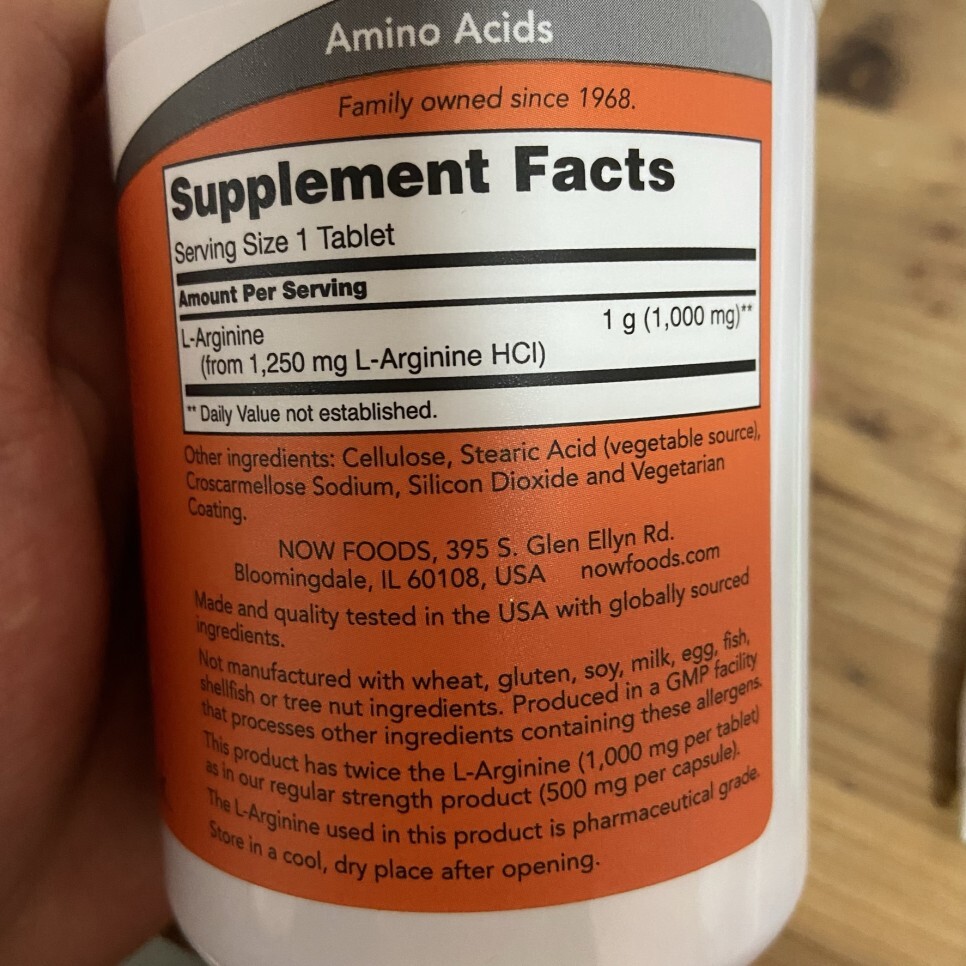 Amino Acids
Family owned since 1968.
Supplement Facts
Serving Size 1 Tablet
Amount Per Serving
L-Arginine 1 g (1,000 mg)**
(from 1,250 mg L-Arginine HCl)
** Daily Value not established.
Other ingredients: Cellulose, Stearic Acid (vegetable source),
Croscarmellose Sodium, Silicon Dioxide and Vegetarian
Coating.
NOW FOODS, 395 S. Glen Ellyn Rd.
Bloomingdale, IL 60108, USA nowfoods.com
Made and quality tested in the USA with globally sourced
ingredients.
Not manufactured with wheat, gluten, soy, milk, egg, fish,
shellfish or tree nut ingredients. Produced in a GMP facility
that processes other ingredients containing these allergens.
This product has twice the L-Arginine (1,000 mg per tablet)
as in our regular strength product (500 mg per capsule).
The L-Arginine used in this product is pharmaceutical grade.
Store in a cool, dry place after opening.